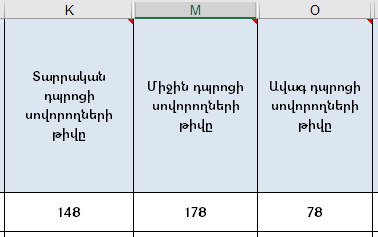 K M O
Տարրական
դպրոցի
սովորողների
թիվը
Միջին դպրոցի
սովորողների
թիվը
Ավագ դպրոցի
սովորողների
թիվը
148 178 78